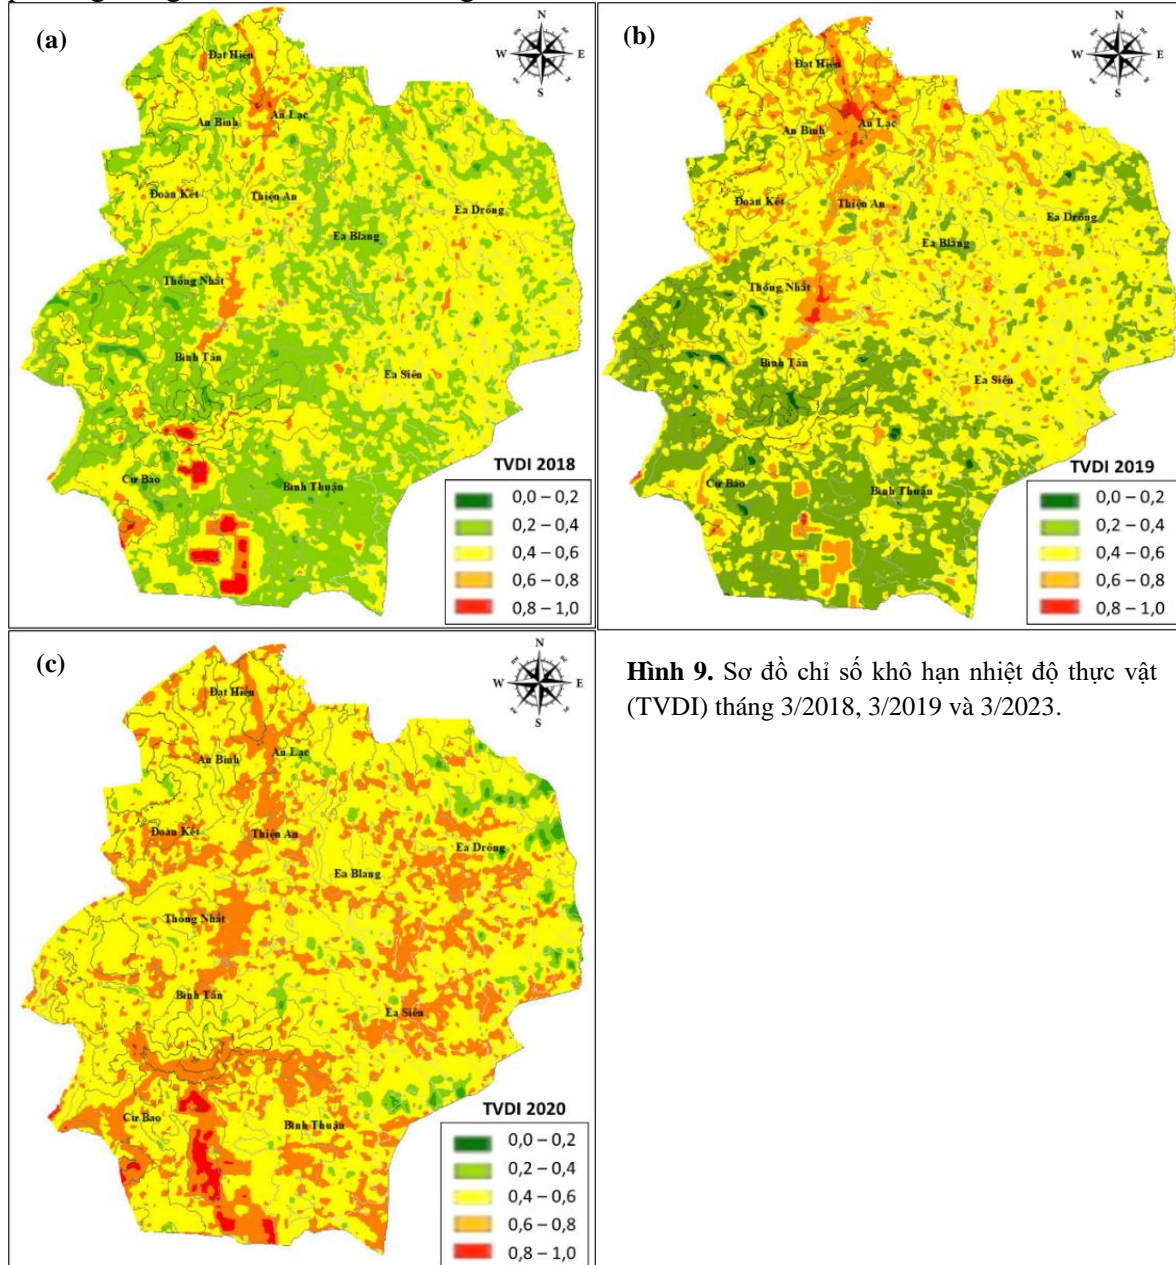 (a)
N
W E
S
Đạt Hiếu
An Bình
An Lạc
Đoàn Kết
Thiện An
Ea Drông
Ea Blang
Thống Nhất
Bình Tân
Ea Siên
Cư Bao
Bình Thuận
TVDI 2018
0,0 – 0,2
0,2 – 0,4
0,4 – 0,6
0,6 – 0,8
0,8 – 1,0
(b)
N
W E
S
Đạt Hiếu
An Bình
An Lạc
Đoàn Kết
Thiện An
Ea Drông
Ea Blang
Thống Nhất
Bình Tân
Ea Siên
Cư Bao
Bình Thuận
TVDI 2019
0,0 – 0,2
0,2 – 0,4
0,4 – 0,6
0,6 – 0,8
0,8 – 1,0
(c)
N
W E
S
Đạt Hiếu
An Bình
An Lạc
Đoàn Kết
Thiện An
Ea Drông
Ea Blang
Thống Nhất
Bình Tân
Ea Siên
Cư Bao
Bình Thuận
TVDI 2020
0,0 – 0,2
0,2 – 0,4
0,4 – 0,6
0,6 – 0,8
0,8 – 1,0
Hình 9. Sơ đồ chỉ số khô hạn nhiệt độ thực vật
(TVDI) tháng 3/2018, 3/2019 và 3/2023.